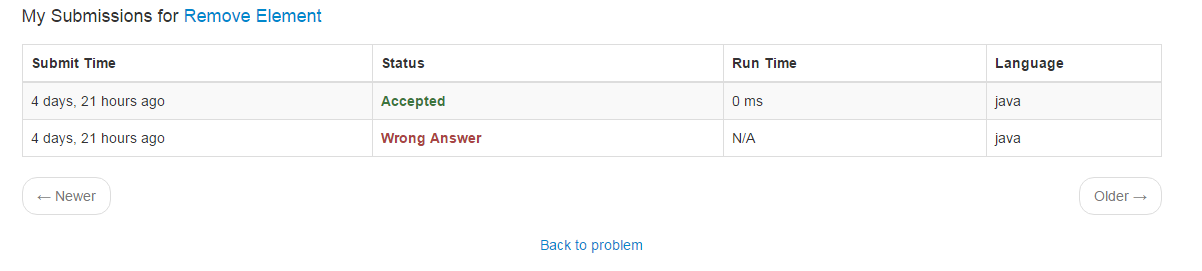 My Submissions for Remove Element
Submit Time Status Run Time Language
4 days, 21 hours ago Accepted 0 ms java
4 days, 21 hours ago Wrong Answer N/A java
← Newer Older →
Back to problem